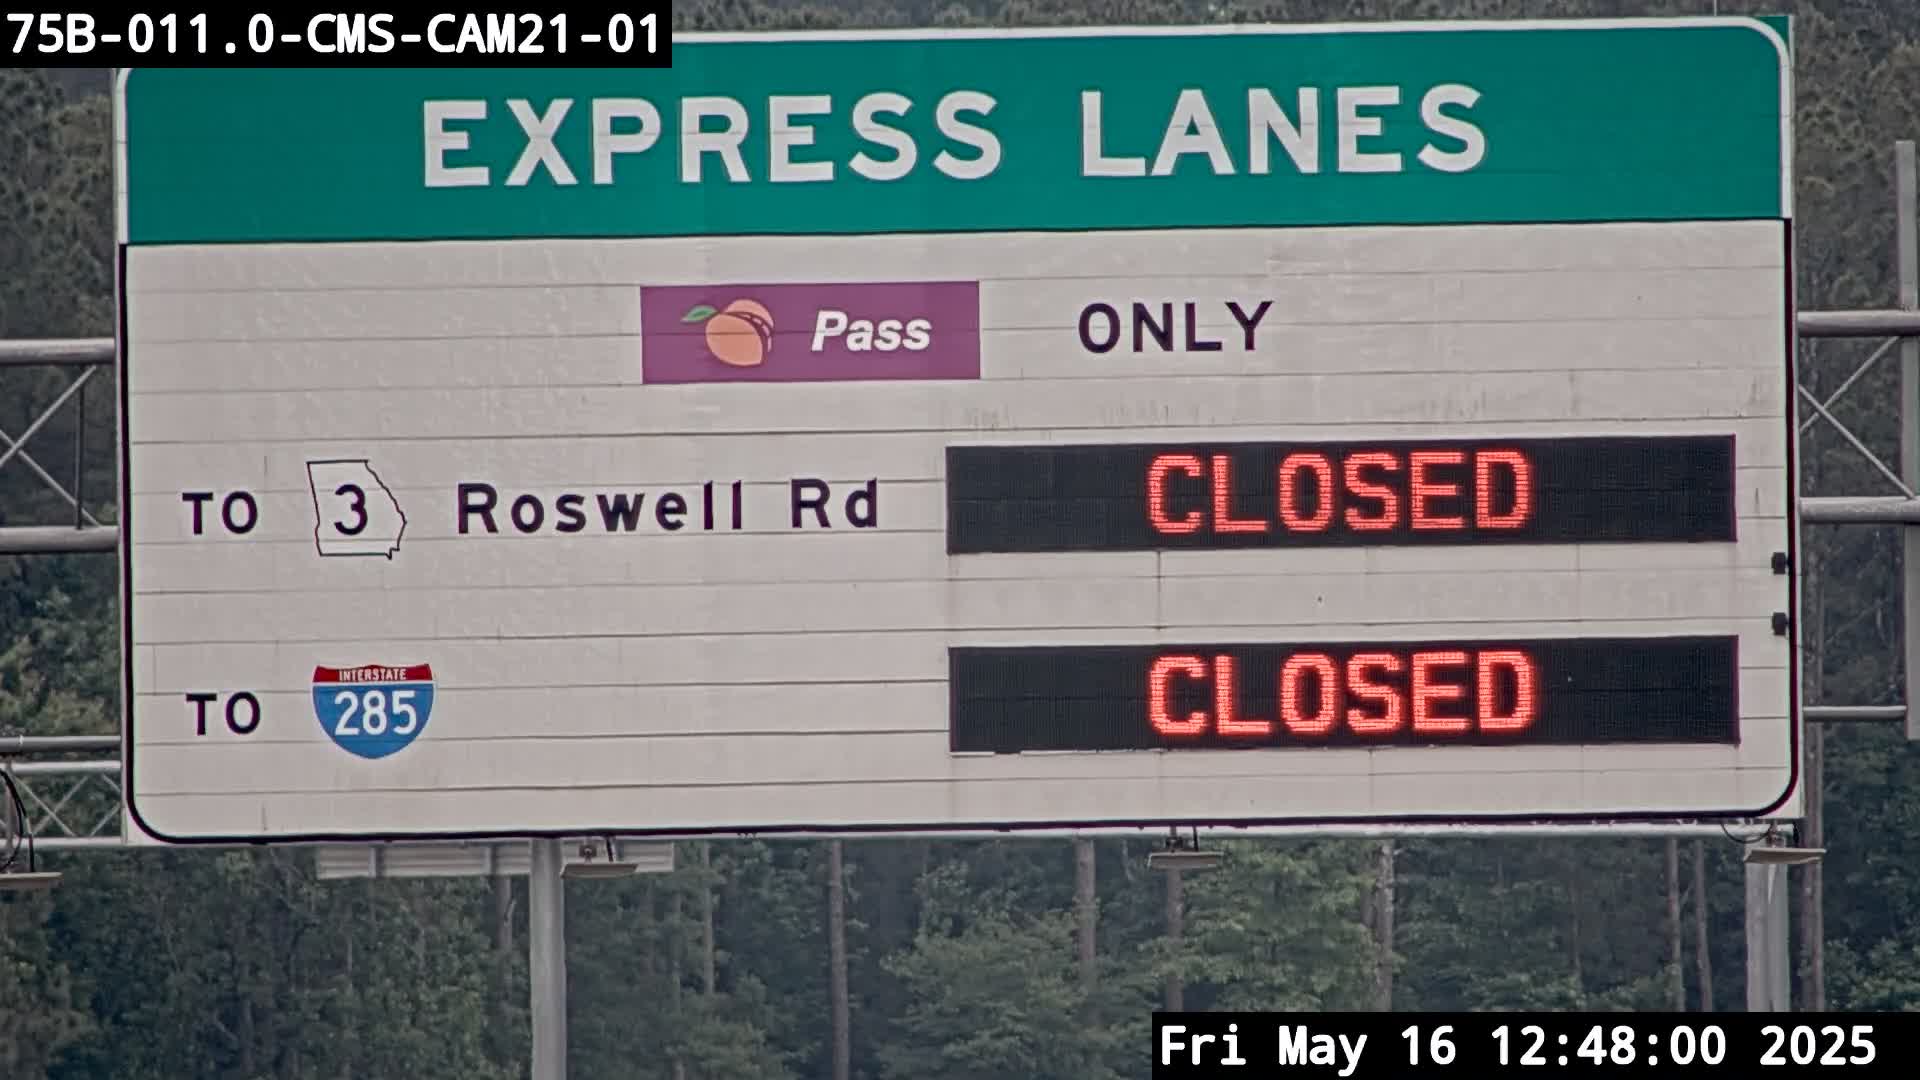 75B-011.0-CMS-CAM21-01
EXPRESS LANES
Pass ONLY
TO 3 Roswell Rd CLOSED
TO INTERSTATE 285 CLOSED
Fri May 16 12:48:00 2025